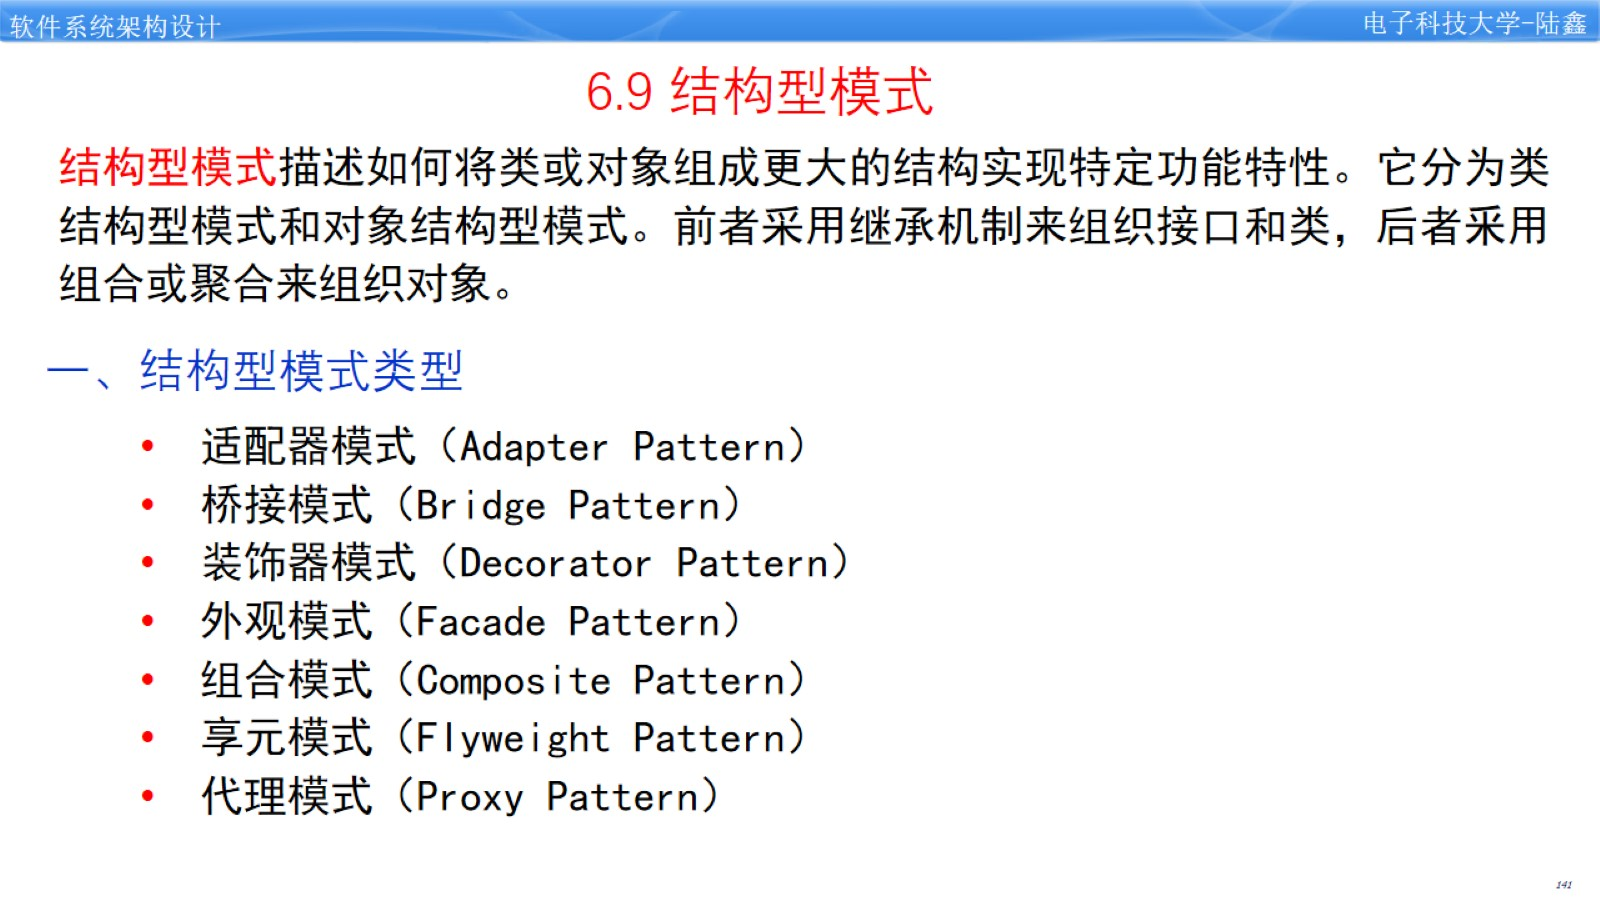 软件系统架构设计
电子科技大学-陆鑫
6.9 结构型模式
结构型模式描述如何将类或对象组成更大的结构实现特定功能特性。它分为类
结构型模式和对象结构型模式。前者采用继承机制来组织接口和类，后者采用
组合或聚合来组织对象。
一、结构型模式类型
• 适配器模式（Adapter Pattern）
• 桥接模式（Bridge Pattern）
• 装饰器模式（Decorator Pattern）
• 外观模式（Facade Pattern）
• 组合模式（Composite Pattern）
• 享元模式（Flyweight Pattern）
• 代理模式（Proxy Pattern）
141